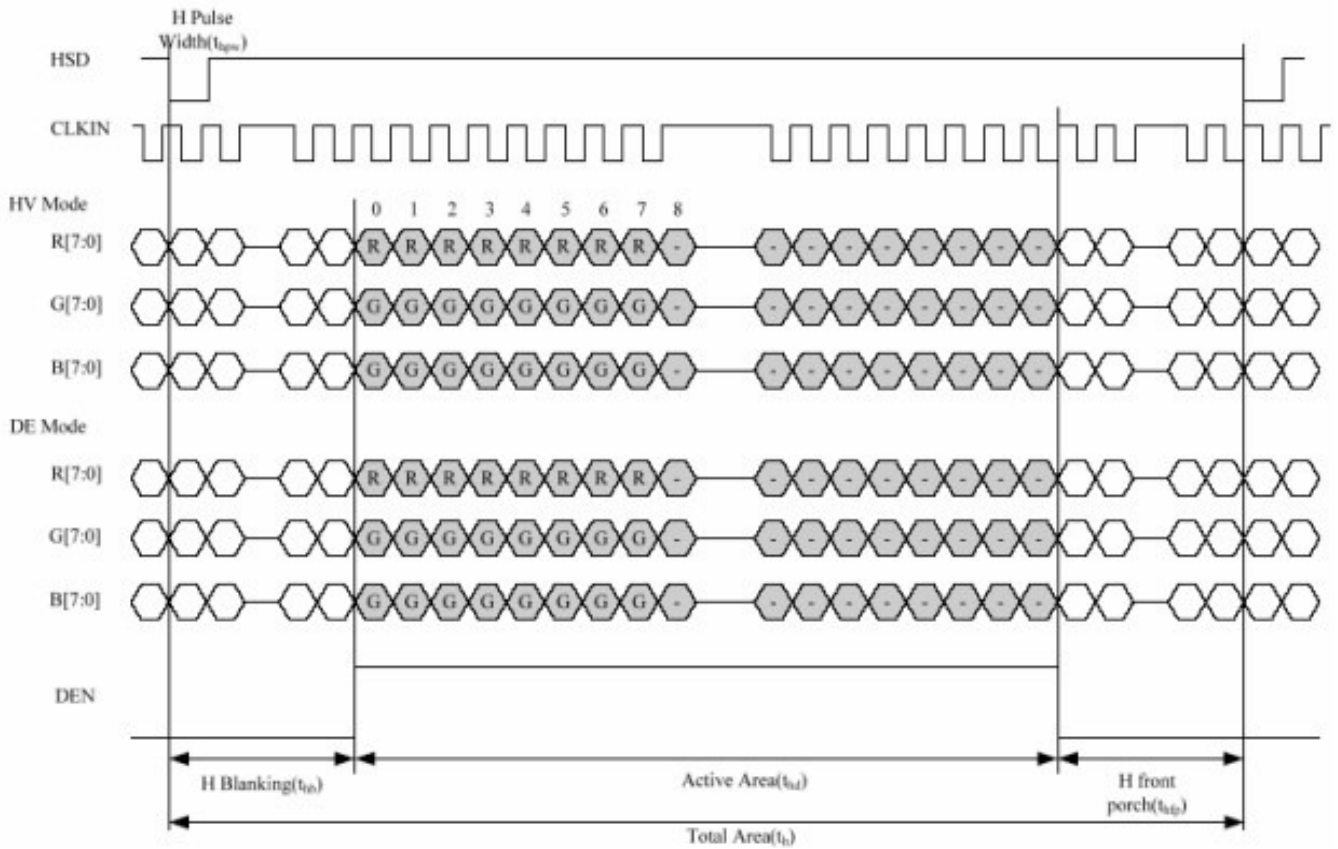 H Pulse
Width(thpw)
HSD
CLKIN
HV Mode
0 1 2 3 4 5 6 7 8
R[7:0] R R R R R R R R - - - - - - - - -
G[7:0] G G G G G G G G - - - - - - - - -
B[7:0] G G G G G G G G - - - - - - - - -
DE Mode
R[7:0] R R R R R R R R - - - - - - - - -
G[7:0] G G G G G G G G - - - - - - - - -
B[7:0] G G G G G G G G - - - - - - - - -
DEN
H Blanking(thb)
Active Area(thd)
H front
porch(thfp)
Total Area(th)